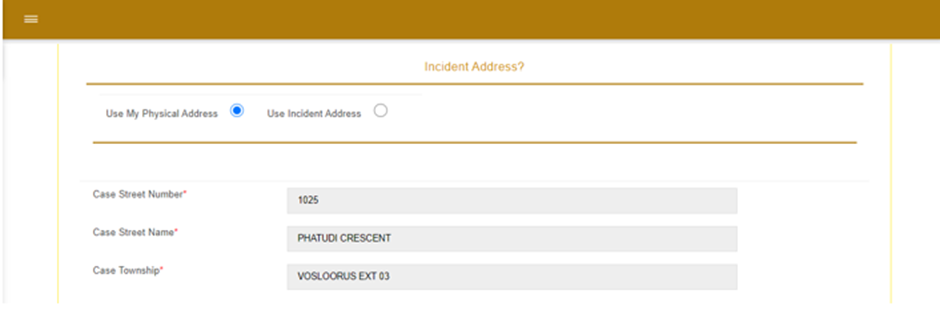 Incident Address?
Use My Physical Address Use Incident Address
Case Street Number* 1025
Case Street Name* PHATUDI CRESCENT
Case Township* VOSLOORUS EXT 03